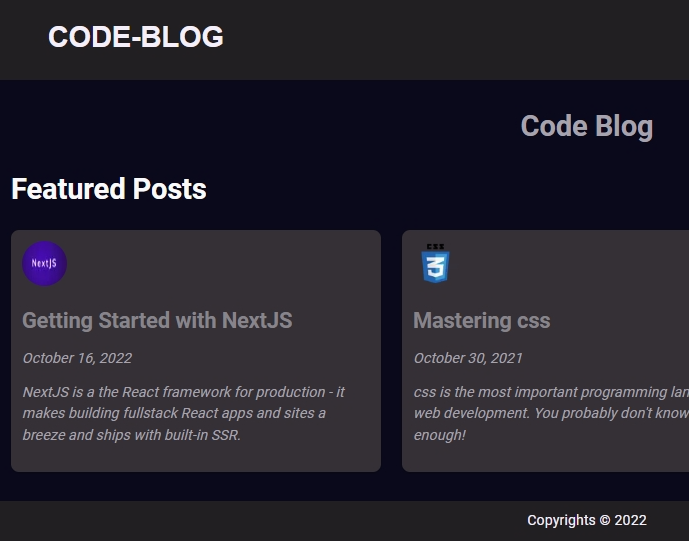 CODE-BLOG
Code Blog
Featured Posts
NextJS
Getting Started with NextJS
October 16, 2022
NextJS is a the React framework for production - it
makes building fullstack React apps and sites a
breeze and ships with built-in SSR.
CSS
3
Mastering css
October 30, 2021
css is the most important programming lan
web development. You probably don't know
enough!
Copyrights © 2022